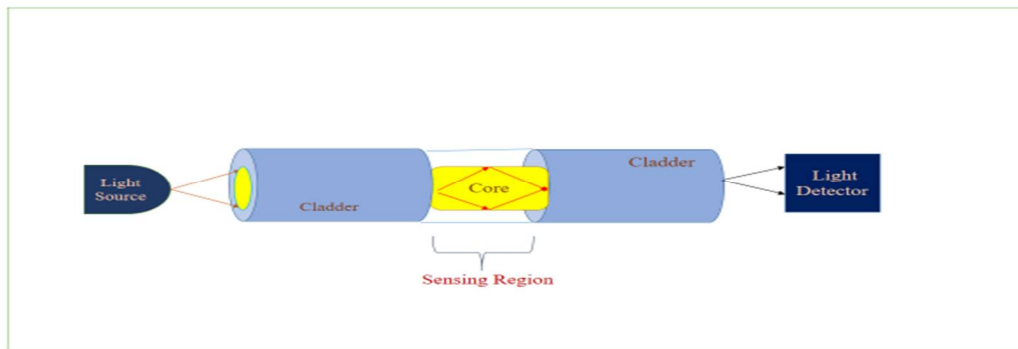 Light
Source
Cladder
Core
Cladder
Light
Detector
Sensing Region